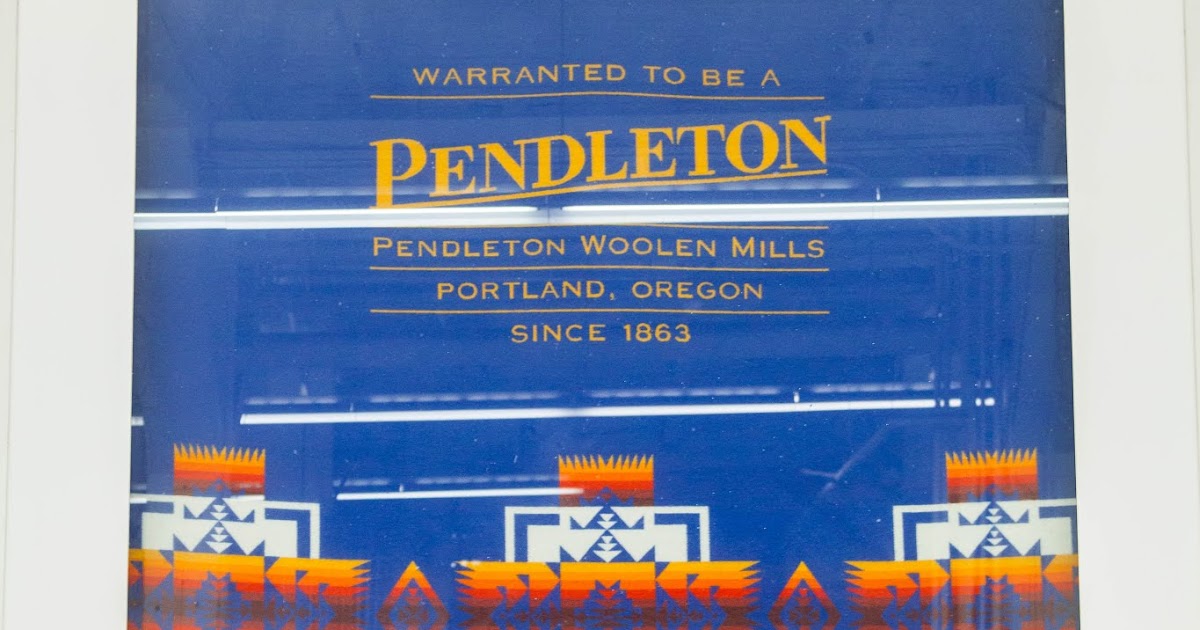 WARRANTED TO BE A
PENDLETON
PENDLETON WOOLEN MILLS
PORTLAND, OREGON
SINCE 1863